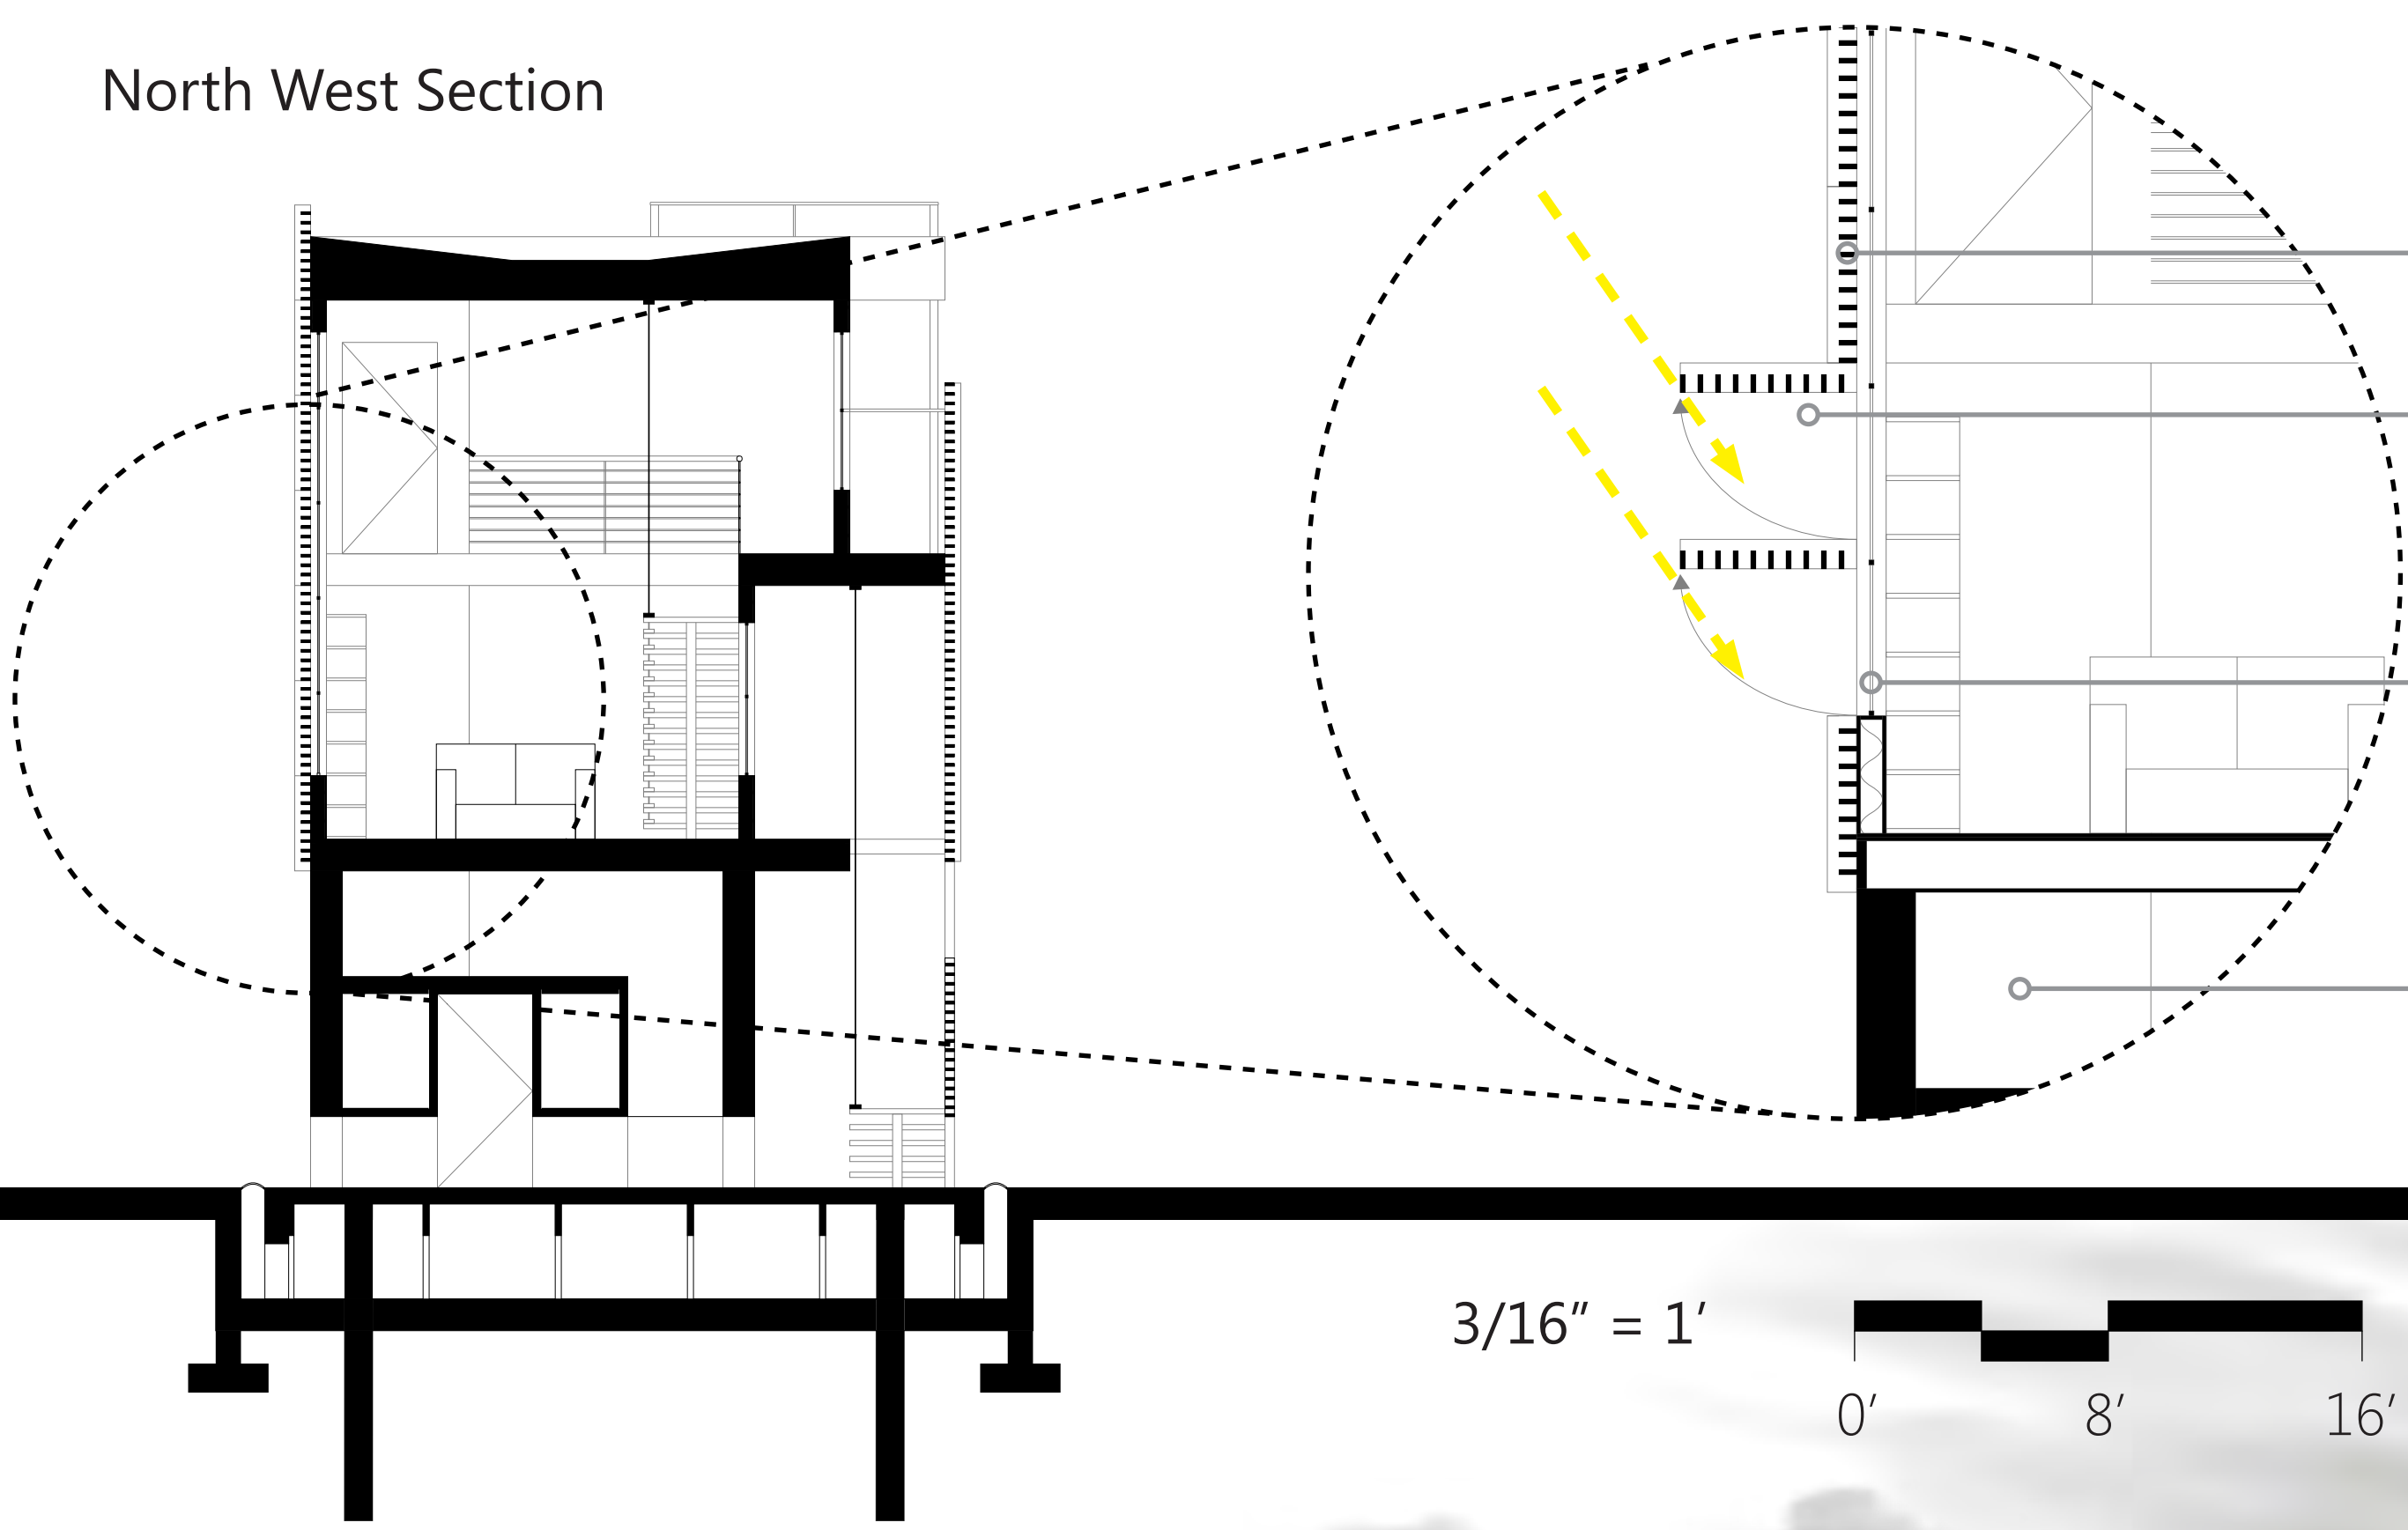 North West Section
3/16” = 1’
0’ 8’ 16’